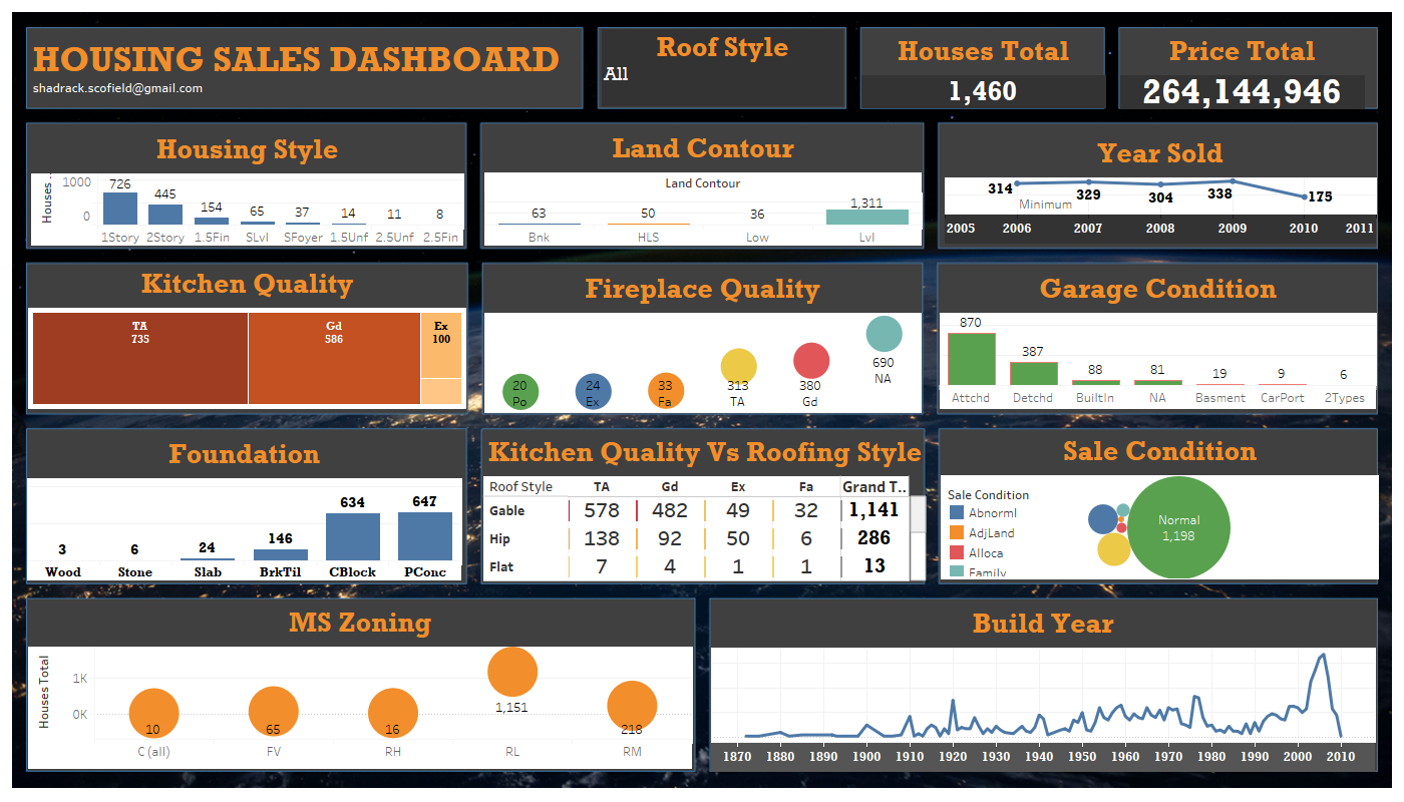 HOUSING SALES DASHBOARD
shadrack.scofield@gmail.com
Roof Style
All
Houses Total
1,460
Price Total
264,144,946
Housing Style
Houses ..
1000
0
726
445
154
65
37
14
11
8
1Story
2Story
1.5Fin
SLvl
SFoyer
1.5Unf
2.5Unf
2.5Fin
Land Contour
Land Contour
63
50
36
1,311
Bnk
HLS
Low
Lvl
Year Sold
314
329
304
338
175
Minimum
2005
2006
2007
2008
2009
2010
2011
Kitchen Quality
TA
735
Gd
586
Ex
100
Fireplace Quality
20
Po
24
Ex
33
Fa
313
TA
380
Gd
690
NA
Garage Condition
870
387
88
81
19
9
6
Attchd
Detchd
BuiltIn
NA
Basment
CarPort
2Types
Foundation
3
6
24
146
634
647
Wood
Stone
Slab
BrkTil
CBlock
PConc
Kitchen Quality Vs Roofing Style
Roof Style TA Gd Ex Fa Grand T..
Gable 578 482 49 32 1,141
Hip 138 92 50 6 286
Flat 7 4 1 1 13
Sale Condition
Sale Condition
Abnorml
AdjLand
Alloca
Family
Normal
1,198
MS Zoning
Houses Total
1K
0K
10
65
16
1,151
218
C (all)
FV
RH
RL
RM
Build Year
1870
1880
1890
1900
1910
1920
1930
1940
1950
1960
1970
1980
1990
2000
2010